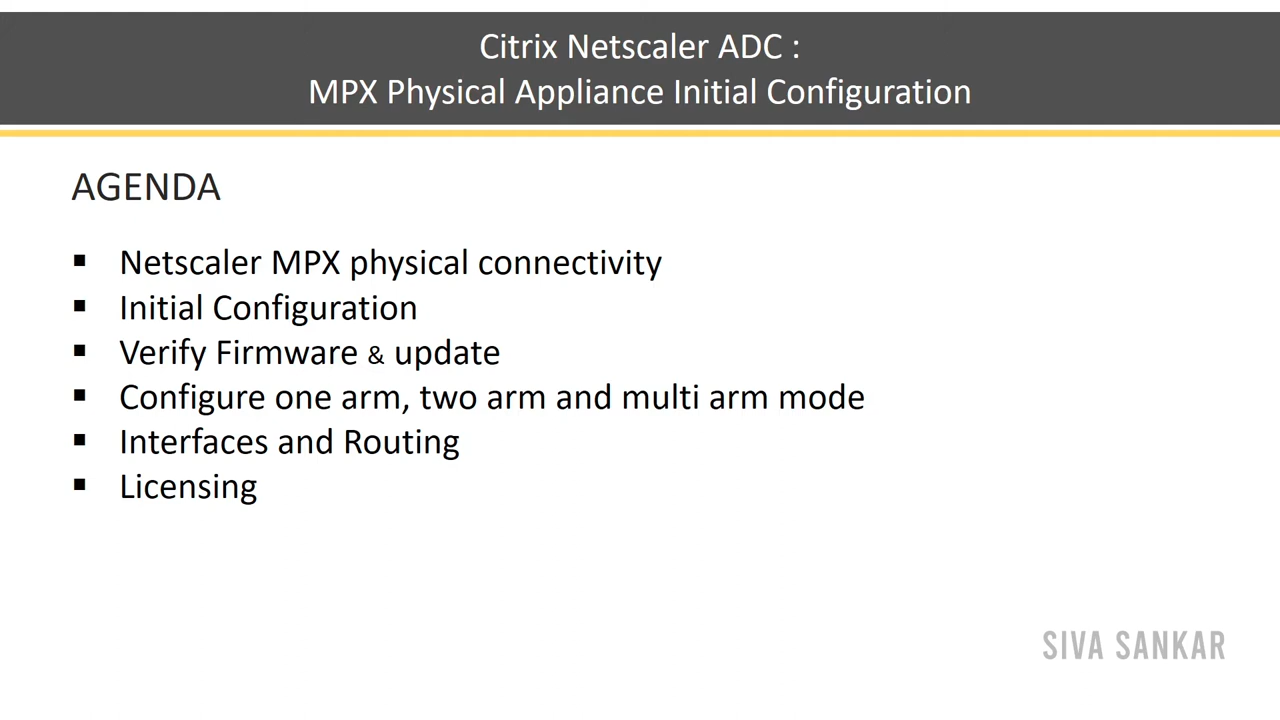 Citrix Netscaler ADC :
MPX Physical Appliance Initial Configuration
AGENDA
▪ Netscaler MPX physical connectivity
▪ Initial Configuration
▪ Verify Firmware & update
▪ Configure one arm, two arm and multi arm mode
▪ Interfaces and Routing
▪ Licensing
SIVA SANKAR